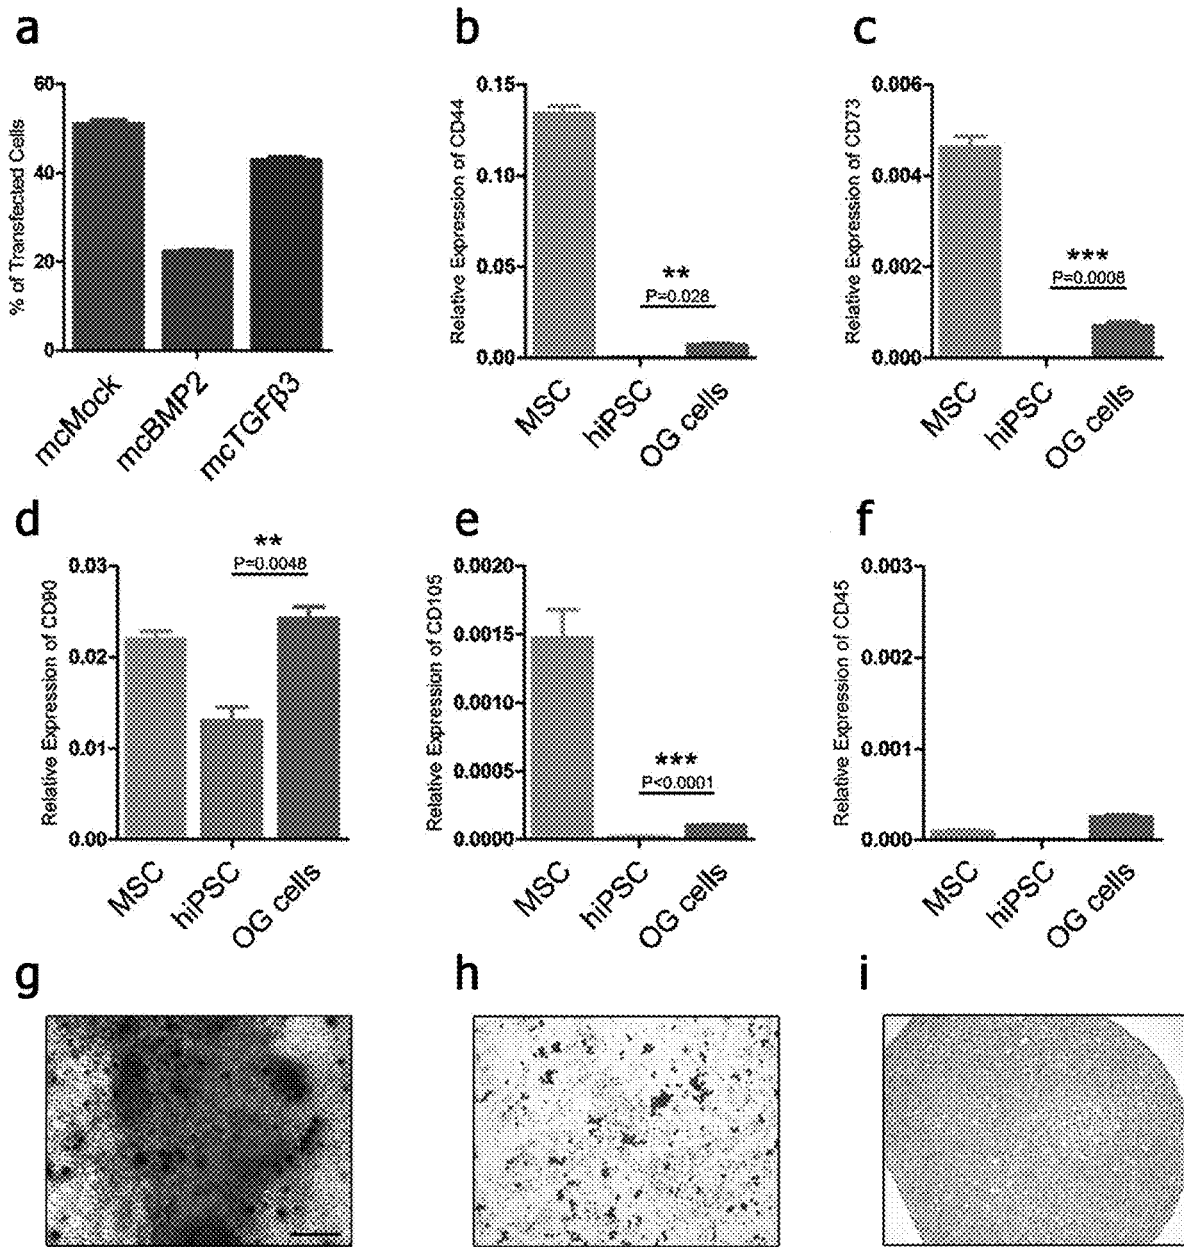 a
% of Transfected Cells
60
40
20
0
mcMock
mcBMP2
mcTGFβ3
b
Relative Expression of CD44
0.15
0.10
0.05
0.00
**
P=0.028
MSC
hiPSC
OG cells
c
Relative Expression of CD73
0.006
0.004
0.002
0.000
***
P=0.0008
MSC
hiPSC
OG cells
d
Relative Expression of CD90
0.03
0.02
0.01
0.00
**
P=0.0048
MSC
hiPSC
OG cells
e
Relative Expression of CD105
0.0020
0.0015
0.0010
0.0005
0.0000
***
P<0.0001
MSC
hiPSC
OG cells
f
Relative Expression of CD45
0.003
0.002
0.001
0.000
MSC
hiPSC
OG cells
g
h
i